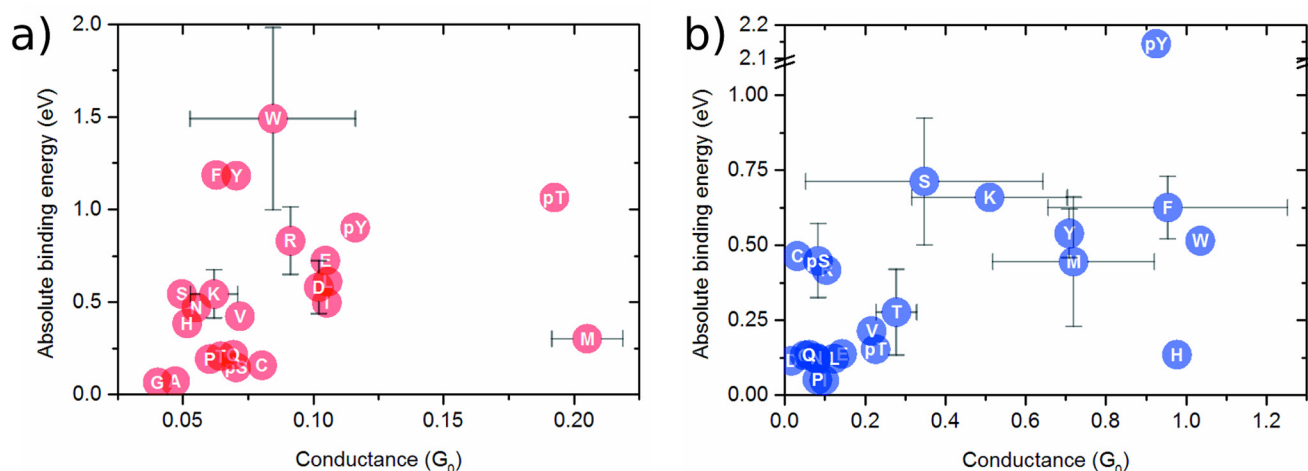 a)
2.0
1.5
1.0
0.5
0.0
Absolute binding energy (eV)
W
F
Y
pT
R
pY
E
D
I
S
K
N
H
V
M
P
T
Q
pS
C
G
A
0.05
0.10
0.15
0.20
Conductance (G0)
b)
2.2
2.1
1.00
0.75
0.50
0.25
0.00
Absolute binding energy (eV)
pY
S
K
F
Y
W
C
pS
M
T
V
pT
Q
L
E
H
P
0.0
0.2
0.4
0.6
0.8
1.0
1.2
Conductance (G0)